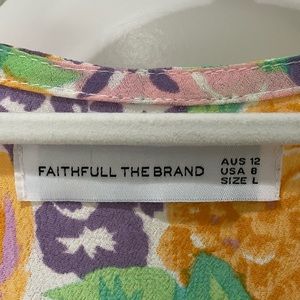 FAITHFULL THE BRAND
AUS 12
USA 8
SIZE L